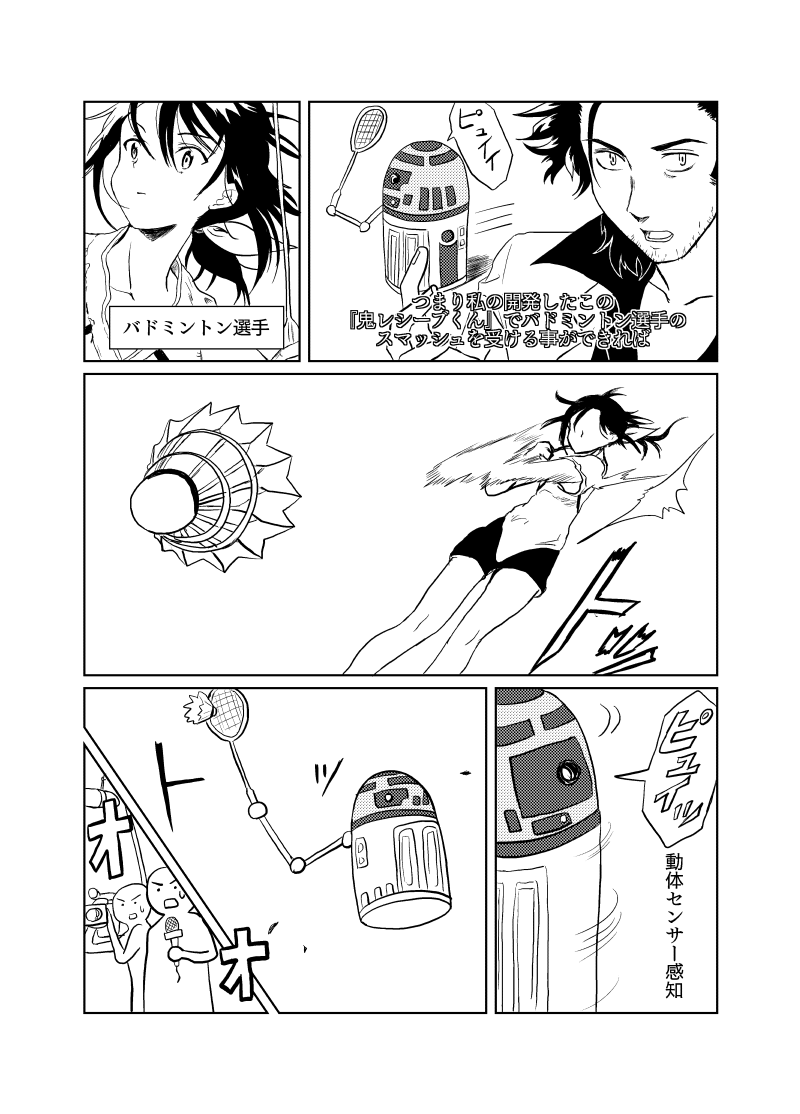 ピュイイ
つまり私の開発したこの
『鬼レシーブくん』でバドミントン選手の
スマッシュを受ける事ができれば
バドミントン選手
ドッ
ピュイッ
動体センサー感知
ト
ッ
オ
オ